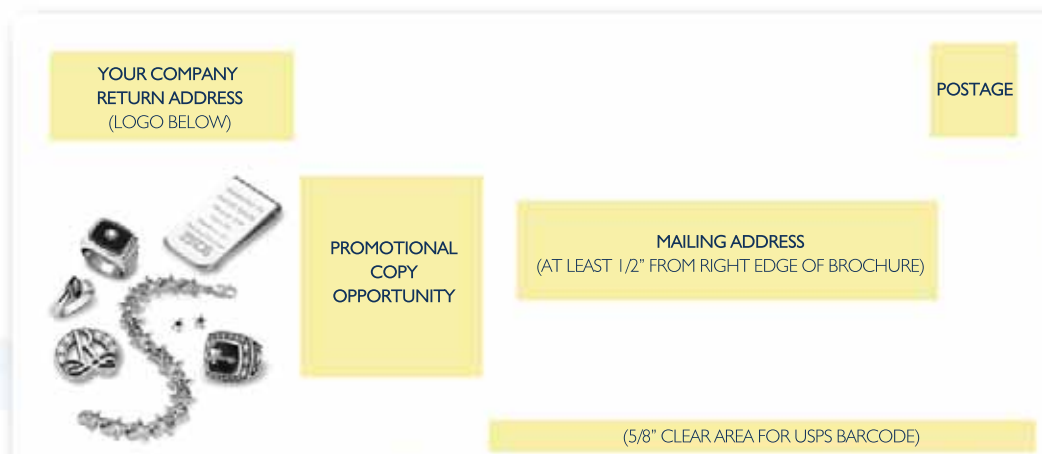 YOUR COMPANY
RETURN ADDRESS
(LOGO BELOW)
POSTAGE
PROMOTIONAL
COPY
OPPORTUNITY
MAILING ADDRESS
(AT LEAST 1/2” FROM RIGHT EDGE OF BROCHURE)
(5/8” CLEAR AREA FOR USPS BARCODE)